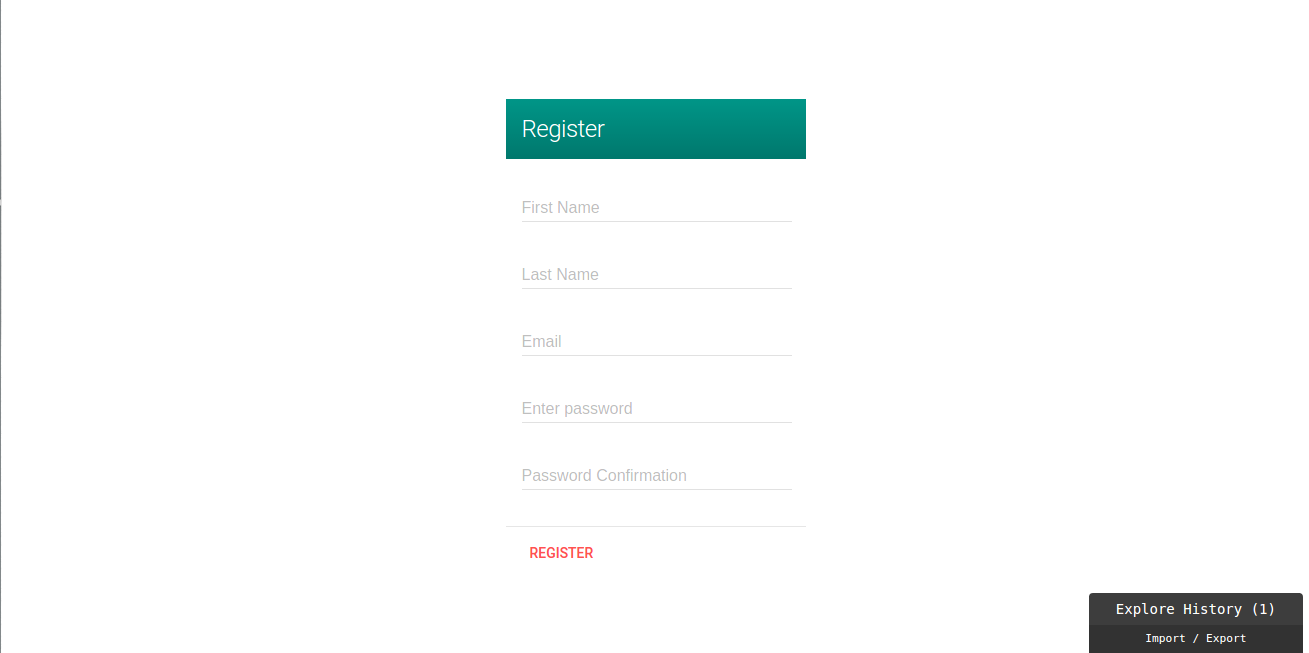 Register
First Name
Last Name
Email
Enter password
Password Confirmation
REGISTER
Explore History (1)
Import / Export